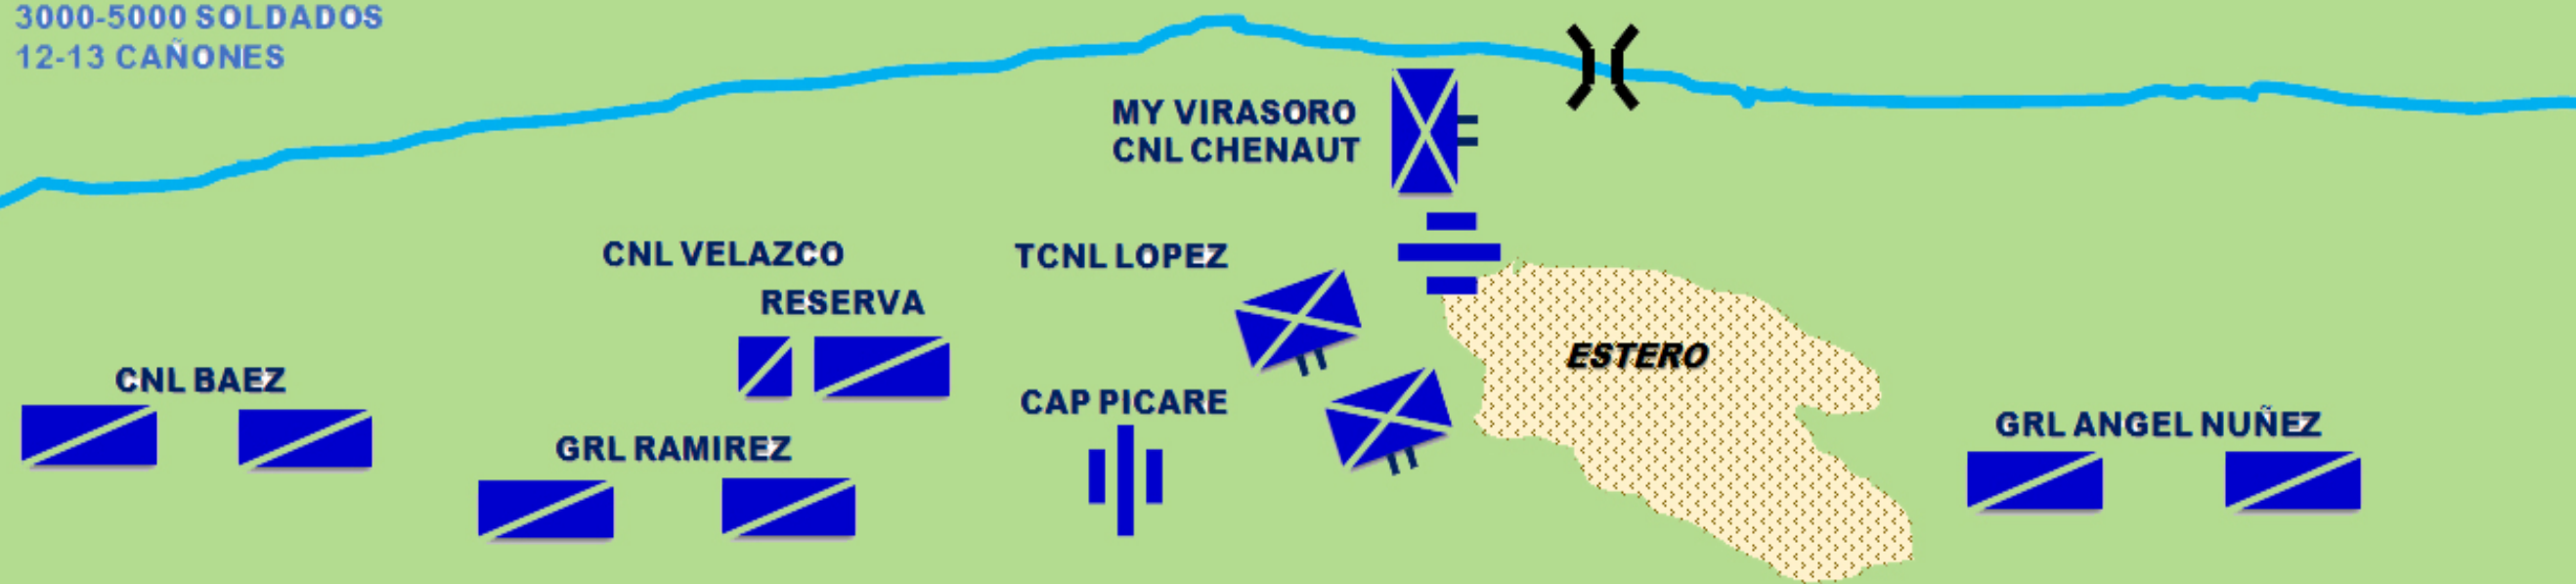 3000-5000 SOLDADOS
12-13 CAÑONES
MY VIRASORO
CNL CHENAUT
CNL VELAZCO
RESERVA
TCNL LOPEZ
ESTERO
CNL BAEZ
CAP PICARE
GRL RAMIREZ
GRL ANGEL NUÑEZ